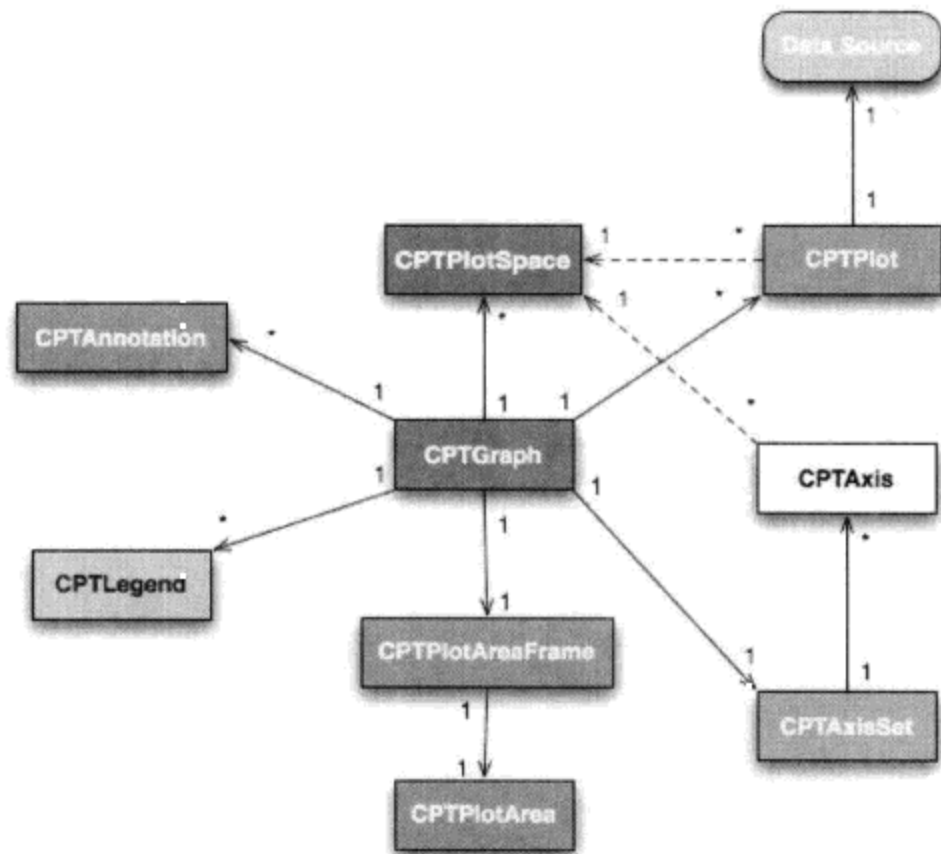 Data Source
1
1
CPTPlotSpace
1
*
CPTPlot
1
*
CPTAnnotation
*
*
1
1
1
*
CPTGraph
CPTAxis
1
1
*
1
*
CPTLegend
1
1
CPTPlotAreaFrame
1
1
1
CPTAxisSet
1
CPTPlotArea